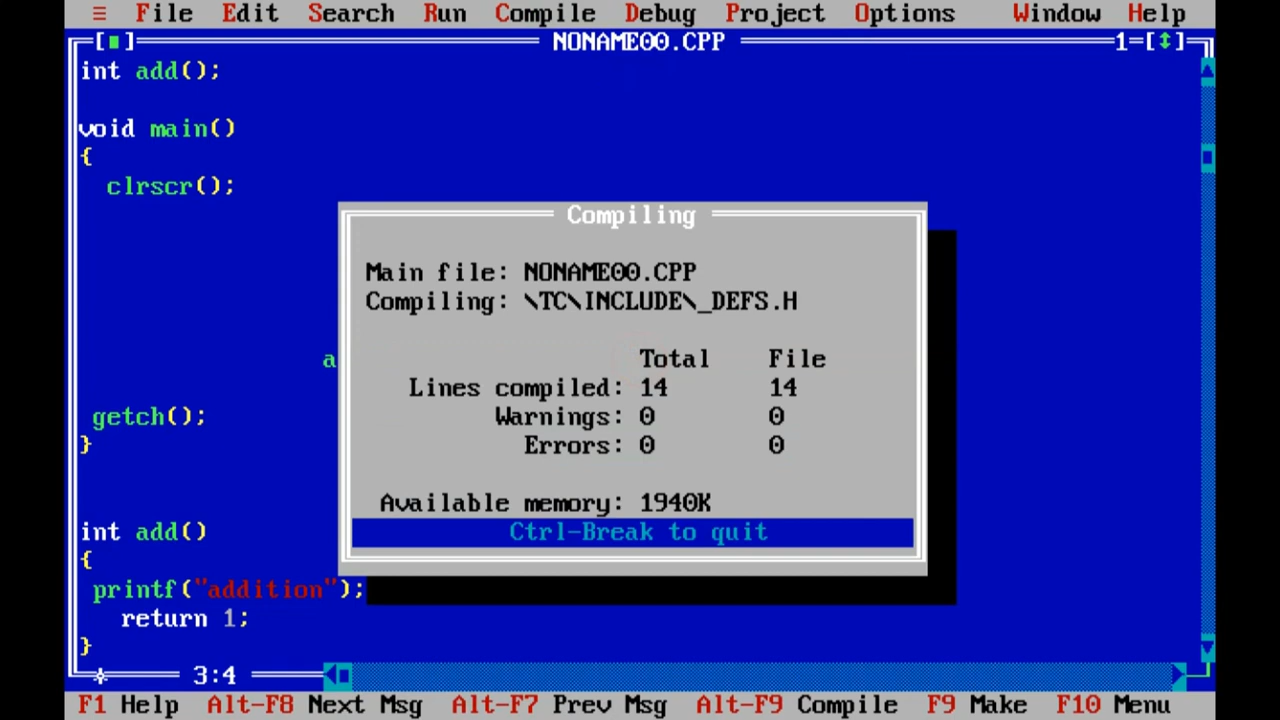 ≡ File Edit Search Run Compile Debug Project Options Window Help
[■] NONAME00.CPP 1=[↕]
int add();
void main()
{
clrscr();
Compiling
Main file: NONAME00.CPP
Compiling: \TC\INCLUDE\_DEFS.H
a
Total File
Lines compiled: 14 14
getch();
Warnings: 0 0
}
Errors: 0 0
Available memory: 1940K
Ctrl-Break to quit
int add()
{
printf("addition");
return 1;
}
3:4
F1 Help Alt-F8 Next Msg Alt-F7 Prev Msg Alt-F9 Compile F9 Make F10 Menu